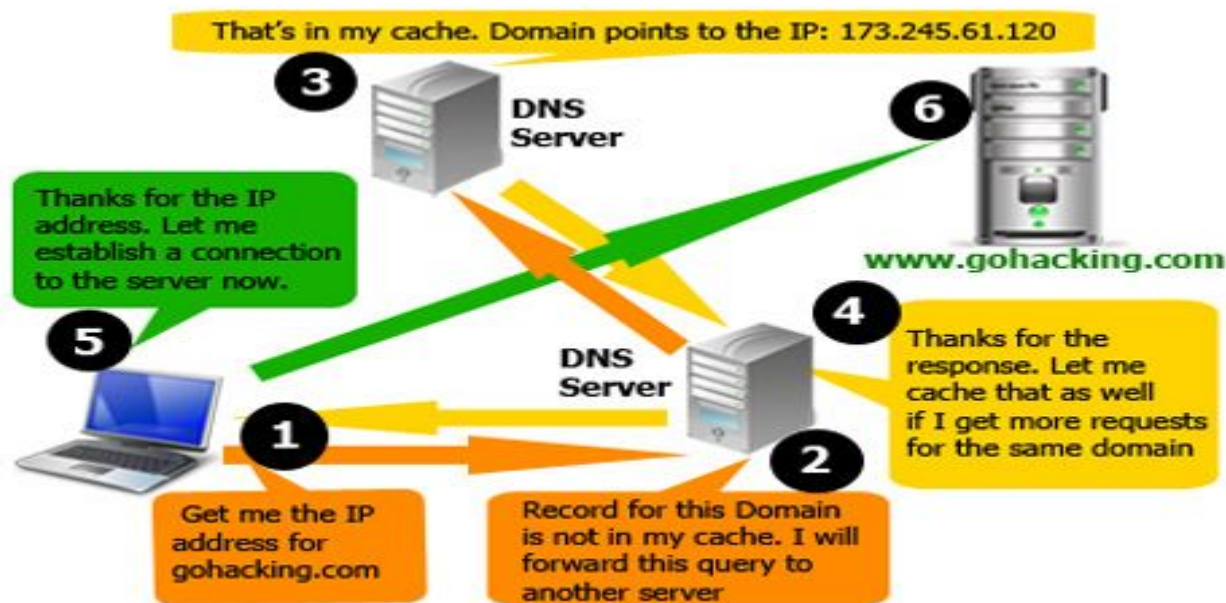 That's in my cache. Domain points to the IP: 173.245.61.120
3
DNS
Server
6
Thanks for the IP
address. Let me
establish a connection
to the server now.
www.gohacking.com
5
4
DNS
Server
Thanks for the
response. Let me
cache that as well
if I get more requests
for the same domain
1
2
Get me the IP
address for
gohacking.com
Record for this Domain
is not in my cache. I will
forward this query to
another server